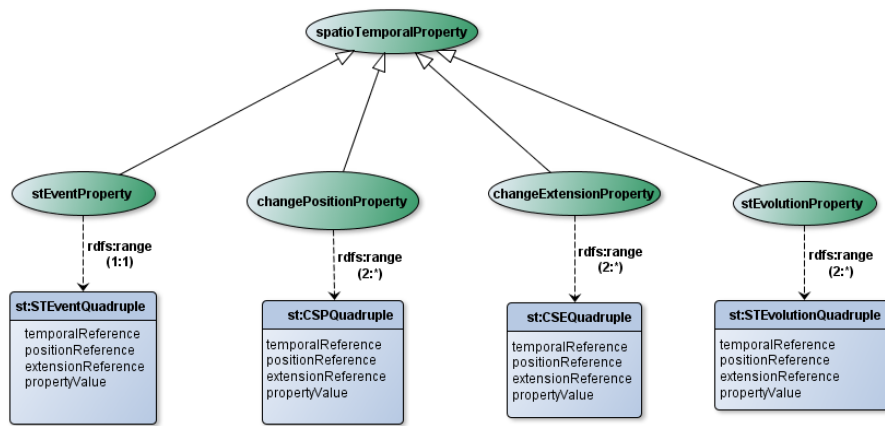 spatioTemporalProperty
stEventProperty
changePositionProperty
changeExtensionProperty
stEvolutionProperty
rdfs:range
(1:1)
rdfs:range
(2:*)
rdfs:range
(2:*)
rdfs:range
(2:*)
st:STEventQuadruple
temporalReference
positionReference
extensionReference
propertyValue
st:CSPQuadruple
temporalReference
positionReference
extensionReference
propertyValue
st:CSEQuadruple
temporalReference
positionReference
extensionReference
propertyValue
st:STEvolutionQuadruple
temporalReference
positionReference
extensionReference
propertyValue